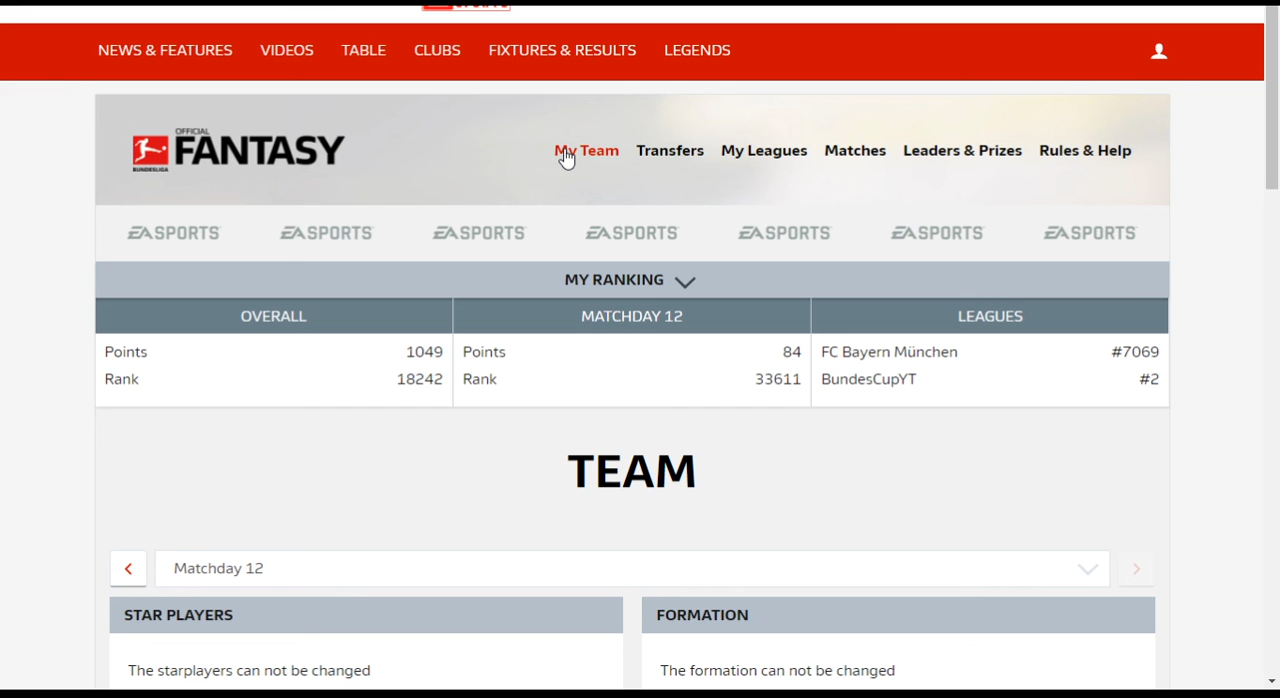 NEWS & FEATURES VIDEOS TABLE CLUBS FIXTURES & RESULTS LEGENDS
OFFICIAL
FANTASY
BUNDESLIGA
My Team Transfers My Leagues Matches Leaders & Prizes Rules & Help
EA SPORTS EA SPORTS EA SPORTS EA SPORTS EA SPORTS EA SPORTS EA SPORTS
MY RANKING
OVERALL MATCHDAY 12 LEAGUES
Points 1049 Points 84 FC Bayern München #7069
Rank 18242 Rank 33611 BundesCupYT #2
TEAM
Matchday 12
STAR PLAYERS FORMATION
The starplayers can not be changed The formation can not be changed